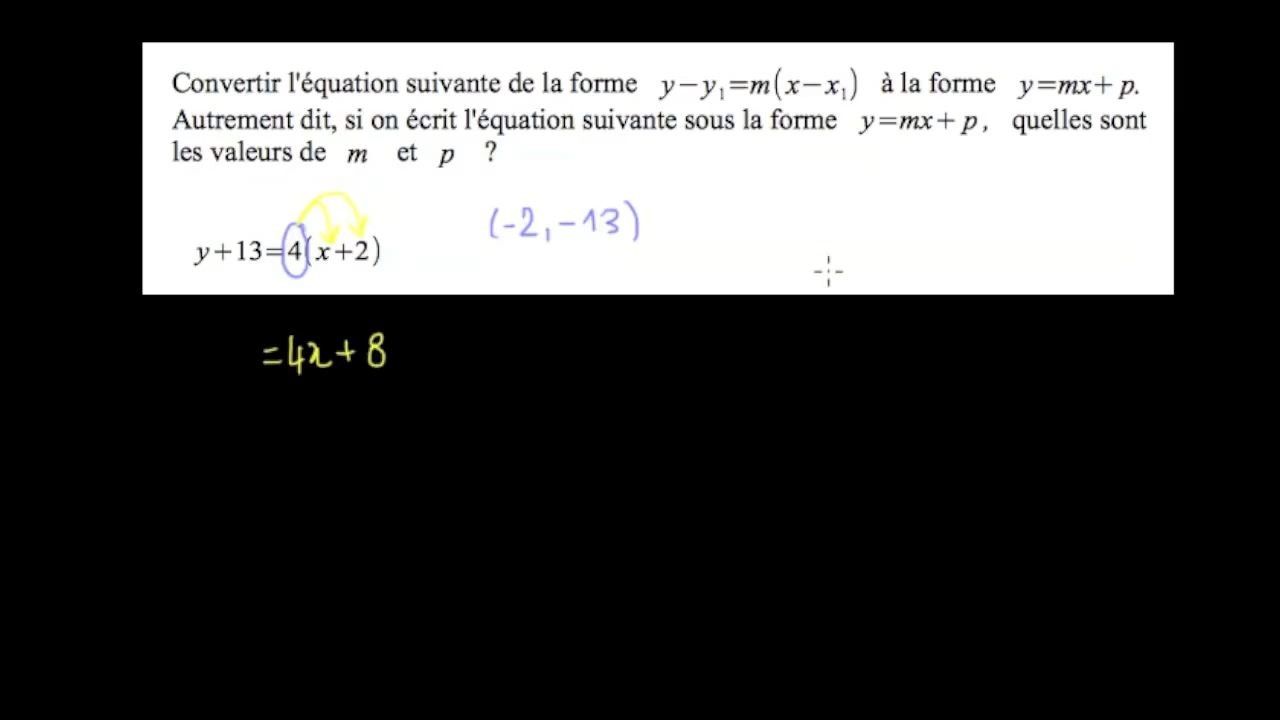 Convertir l'équation suivante de la forme y−y₁=m(x−x₁) à la forme y=mx+p.
Autrement dit, si on écrit l'équation suivante sous la forme y=mx+p, quelles sont
les valeurs de m et p ?
(-2,-13)
y+13=4(x+2)
=4x+8